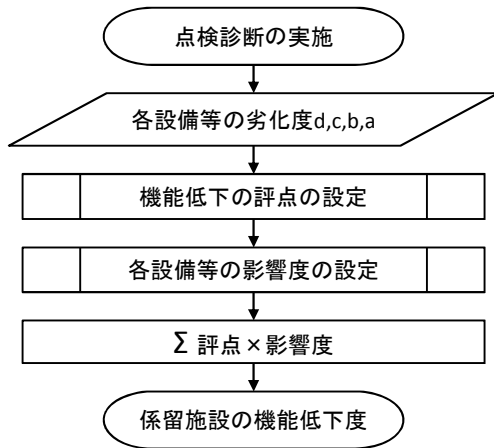 点検診断の実施
各設備等の劣化度d,c,b,a
機能低下の評点の設定
各設備等の影響度の設定
Σ 評点×影響度
係留施設の機能低下度